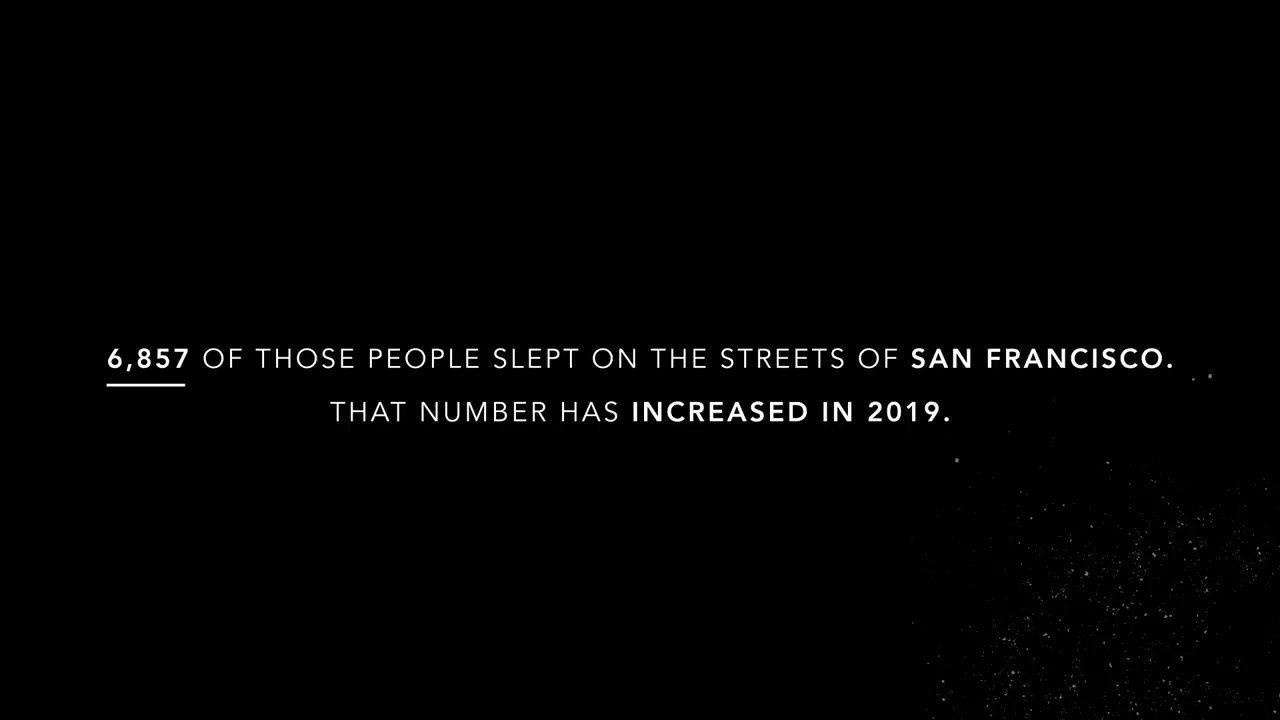 6,857 OF THOSE PEOPLE SLEPT ON THE STREETS OF SAN FRANCISCO.
THAT NUMBER HAS INCREASED IN 2019.